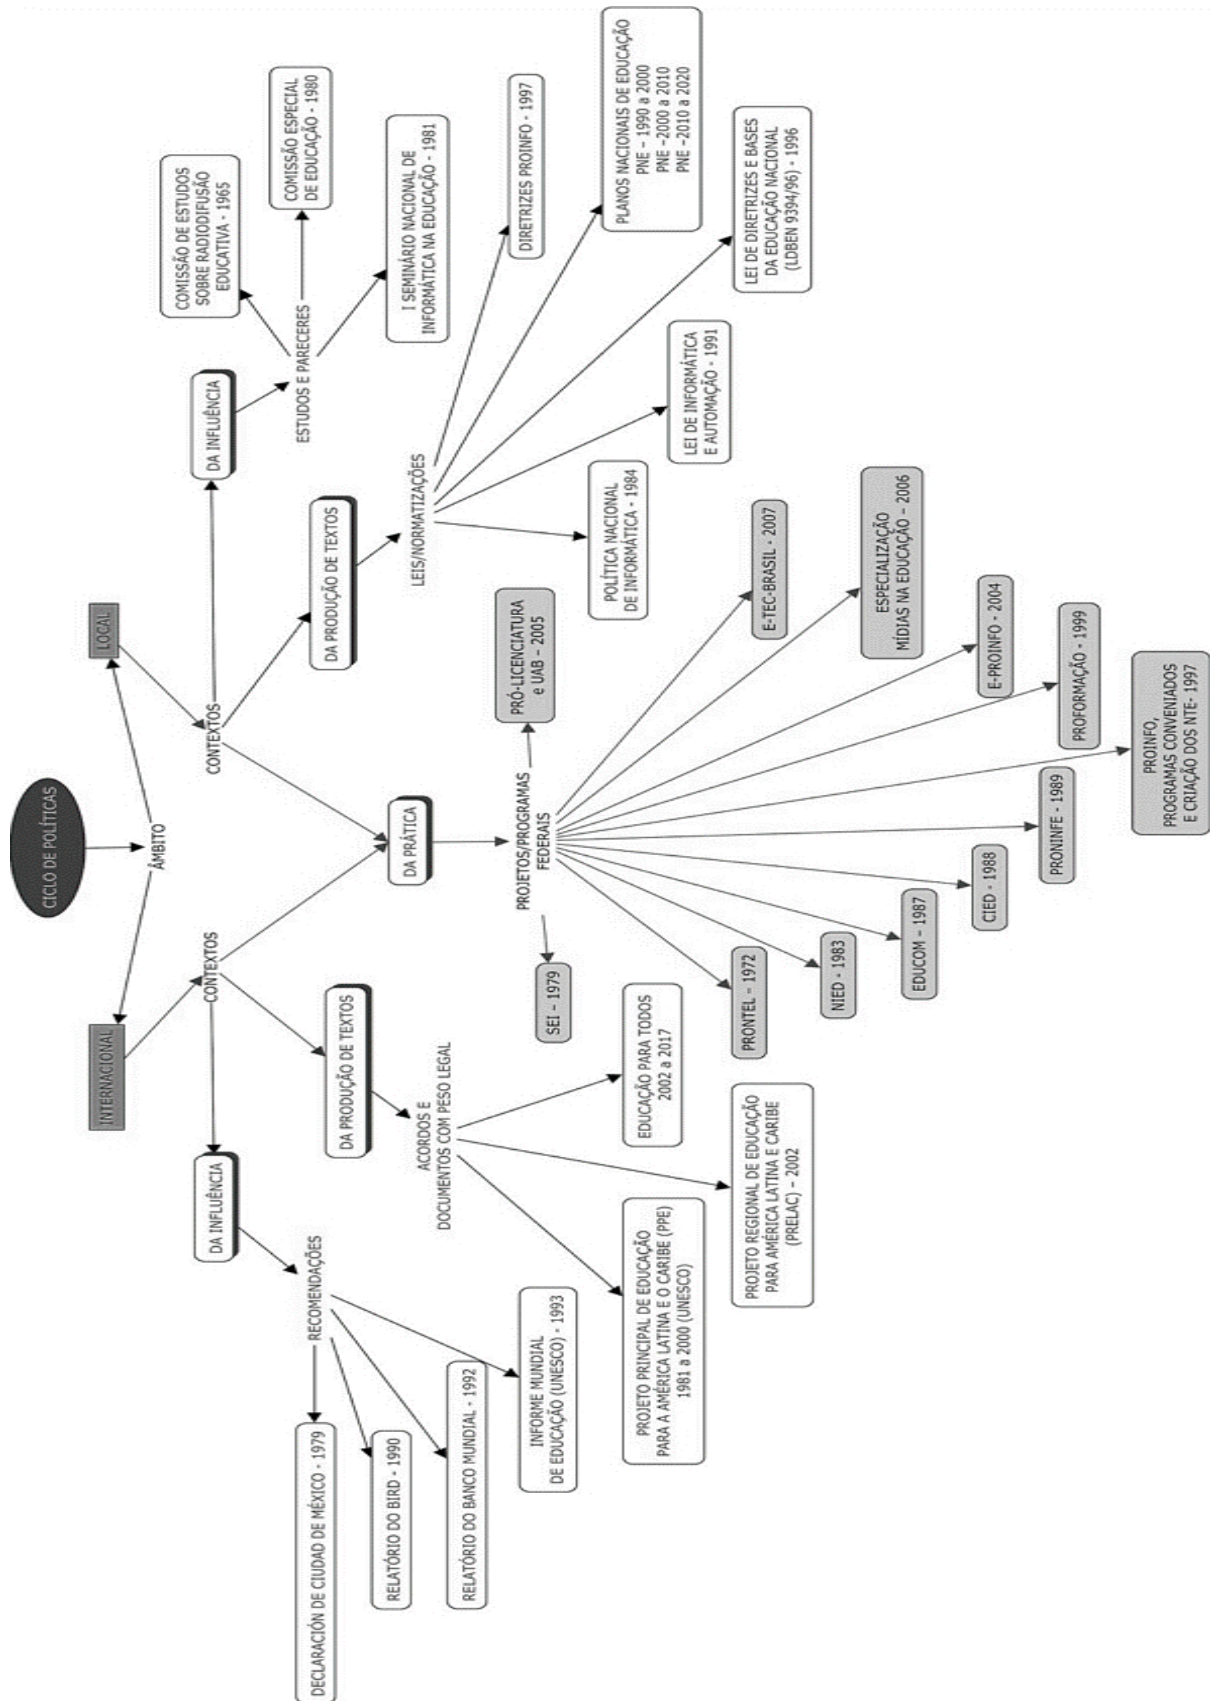 CICLO DE POLÍTICAS
ÂMBITO
INTERNACIONAL
LOCAL
CONTEXTOS
CONTEXTOS
DA INFLUÊNCIA
RECOMENDAÇÕES
DECLARACIÓN DE CIUDAD DE MÉXICO - 1979
RELATÓRIO DO BIRD - 1990
RELATÓRIO DO BANCO MUNDIAL - 1992
INFORME MUNDIAL
DE EDUCAÇÃO (UNESCO) - 1993
DA PRODUÇÃO DE TEXTOS
ACORDOS E
DOCUMENTOS COM PESO LEGAL
PROJETO PRINCIPAL DE EDUCAÇÃO
PARA A AMÉRICA LATINA E O CARIBE (PPE)
1981 a 2000 (UNESCO)
PROJETO REGIONAL DE EDUCAÇÃO
PARA AMÉRICA LATINA E CARIBE
(PRELAC) – 2002
EDUCAÇÃO PARA TODOS
2002 a 2017
DA PRÁTICA
PROJETOS/PROGRAMAS
FEDERAIS
SEI – 1979
PRONTEL – 1972
NIED - 1983
EDUCOM – 1987
CIED - 1988
PRONINFE - 1989
PROINFO,
PROGRAMAS CONVENIADOS
E CRIAÇÃO DOS NTE- 1997
PROFORMAÇÃO - 1999
E-PROINFO - 2004
ESPECIALIZAÇÃO
MÍDIAS NA EDUCAÇÃO – 2006
E-TEC-BRASIL - 2007
PRÓ-LICENCIATURA
e UAB – 2005
DA INFLUÊNCIA
ESTUDOS E PARECERES
COMISSÃO DE ESTUDOS
SOBRE RADIODIFUSÃO
EDUCATIVA - 1965
COMISSÃO ESPECIAL
DE EDUCAÇÃO - 1980
I SEMINÁRIO NACIONAL DE
INFORMÁTICA NA EDUCAÇÃO - 1981
DA PRODUÇÃO DE TEXTOS
LEIS/NORMATIZAÇÕES
POLÍTICA NACIONAL
DE INFORMÁTICA - 1984
LEI DE INFORMÁTICA
E AUTOMAÇÃO - 1991
LEI DE DIRETRIZES E BASES
DA EDUCAÇÃO NACIONAL
(LDBEN 9394/96) - 1996
PLANOS NACIONAIS DE EDUCAÇÃO
PNE – 1990 a 2000
PNE –2000 a 2010
PNE –2010 a 2020
DIRETRIZES PROINFO - 1997